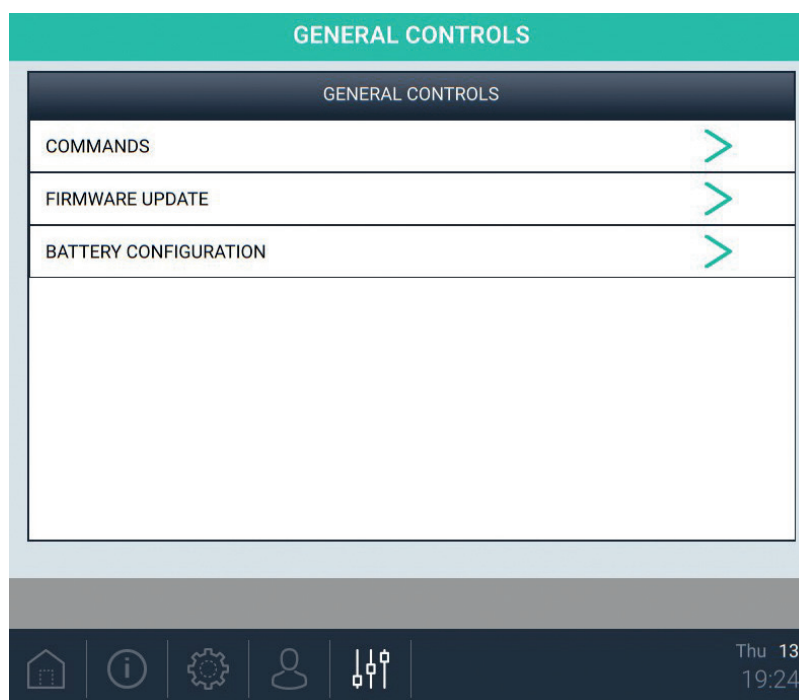 GENERAL CONTROLS
GENERAL CONTROLS
COMMANDS
FIRMWARE UPDATE
BATTERY CONFIGURATION
Thu 13
19:24